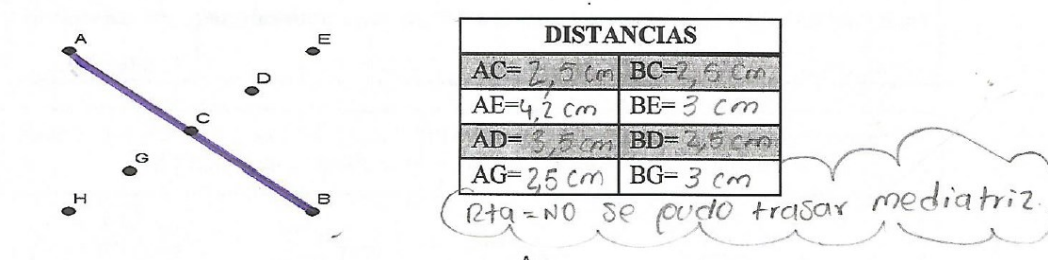 A
E
D
C
G
H
B
DISTANCIAS
AC= 2,5 cm BC=2,5 cm
AE=4,2 cm BE= 3 cm
AD= 3,5 cm BD= 2,5 cm
AG= 2,5 cm BG= 3 cm
Rta = NO se pudo trasar mediatriz.
A